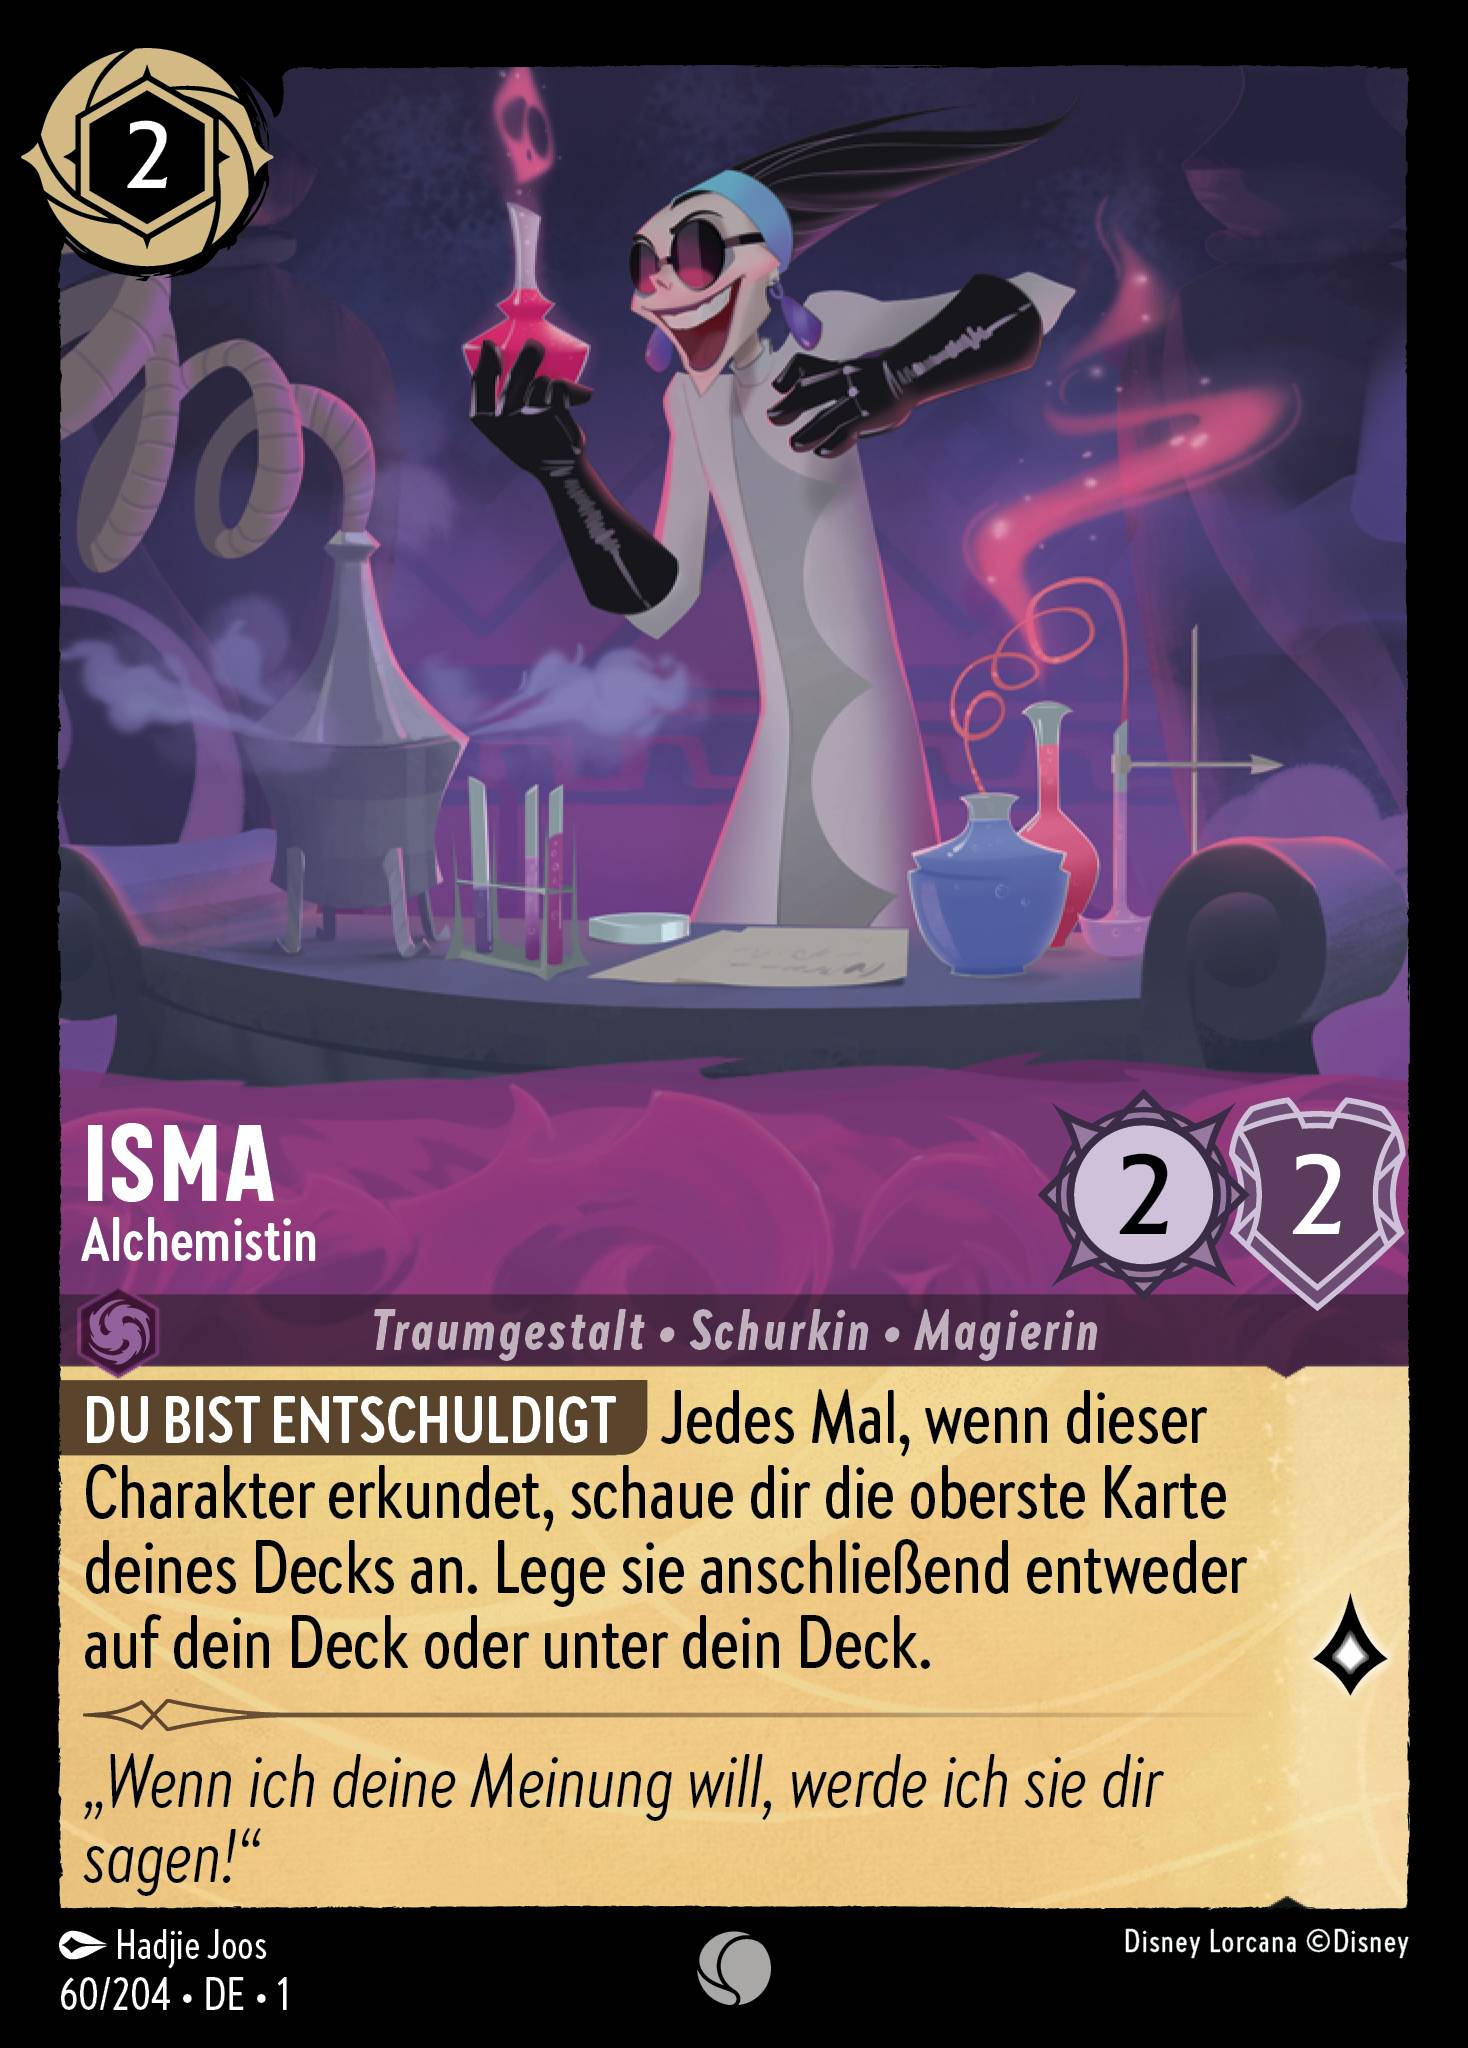 2
ISMA
Alchemistin
2 2
Traumgestalt • Schurkin • Magierin
DU BIST ENTSCHULDIGT Jedes Mal, wenn dieser
Charakter erkundet, schaue dir die oberste Karte
deines Decks an. Lege sie anschließend entweder
auf dein Deck oder unter dein Deck.
„Wenn ich deine Meinung will, werde ich sie dir
sagen!“
Hadjie Joos
Disney Lorcana ©Disney
60/204 • DE • 1